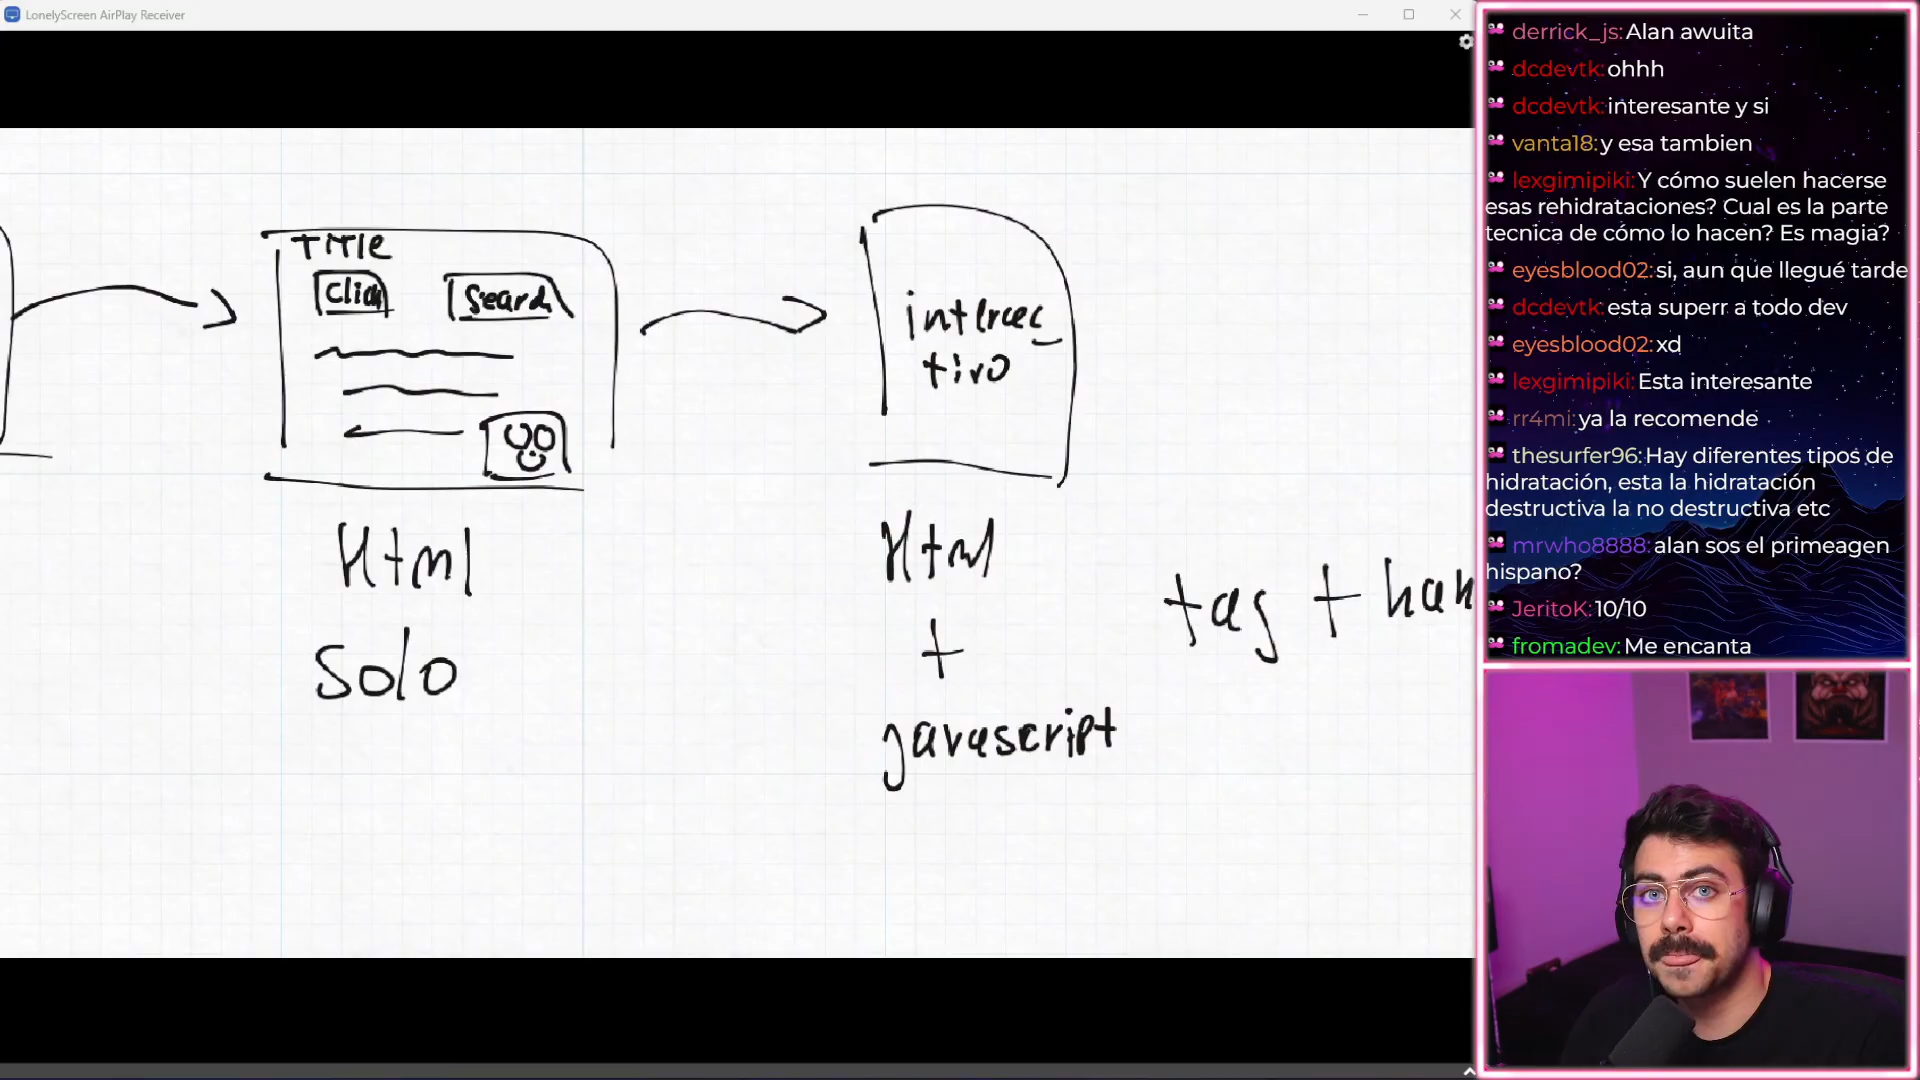 LonelyScreen AirPlay Receiver
TITLE
Click
Search
Html
Solo
interac
tivo
Html
+
javascript
tag + han
derrick_js: Alan awuita
dcdevtk: ohhh
dcdevtk: interesante y si
vanta18: y esa tambien
lexgimipiki: Y cómo suelen hacerse
esas rehidrataciones? Cual es la parte
tecnica de cómo lo hacen? Es magia?
eyesblood02: si, aun que llegué tarde
dcdevtk: esta superr a todo dev
eyesblood02: xd
lexgimipiki: Esta interesante
rr4mi: ya la recomende
thesurfer96: Hay diferentes tipos de
hidratación, esta la hidratación
destructiva la no destructiva etc
mrwho8888: alan sos el primeagen
hispano?
JeritoK: 10/10
fromadev: Me encanta